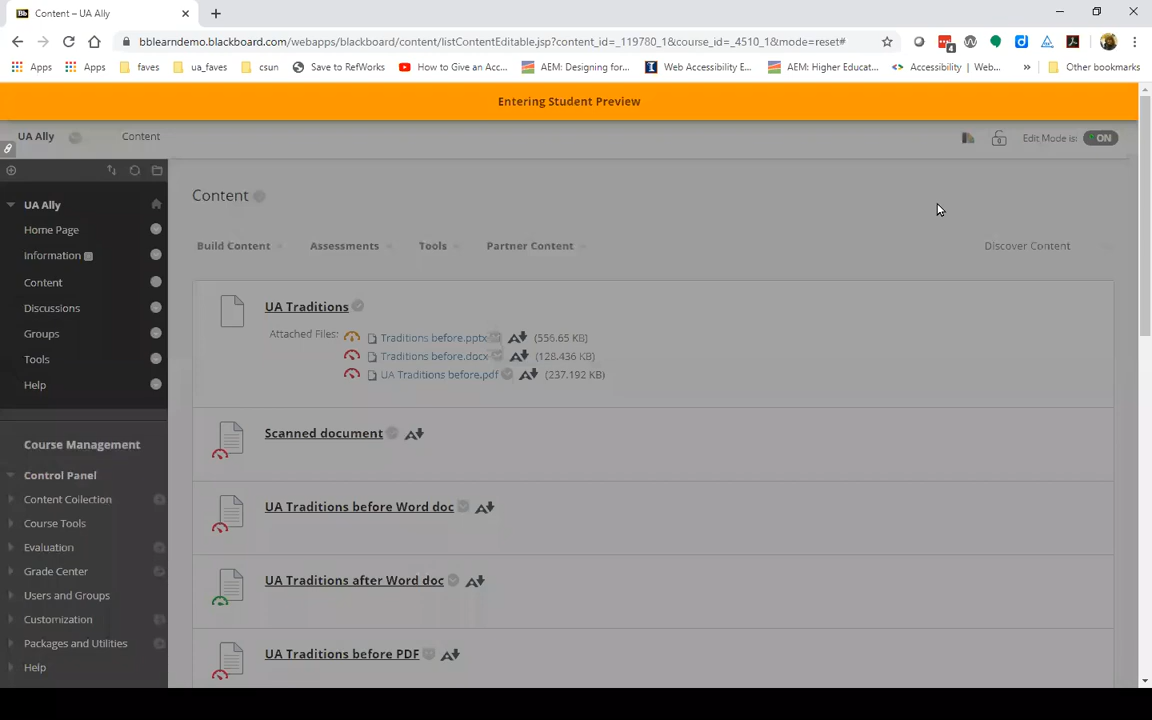 Content – UA Ally
bblearndemo.blackboard.com/webapps/blackboard/content/listContentEditable.jsp?content_id=_119780_1&course_id=_4510_1&mode=reset#
4
Apps Apps faves ua_faves csun Save to RefWorks How to Give an Acc... AEM: Designing for... Web Accessibility E... AEM: Higher Educat... Accessibility | Web... » Other bookmarks
Entering Student Preview
UA Ally Content Edit Mode is: ON
UA Ally
Home Page
Information
Content
Discussions
Groups
Tools
Help
Course Management
Control Panel
Content Collection
Course Tools
Evaluation
Grade Center
Users and Groups
Customization
Packages and Utilities
Help
Content
Build Content Assessments Tools Partner Content Discover Content
UA Traditions
Attached Files: Traditions before.pptx (556.65 KB)
Traditions before.docx (128.436 KB)
UA Traditions before.pdf (237.192 KB)
Scanned document
UA Traditions before Word doc
UA Traditions after Word doc
UA Traditions before PDF